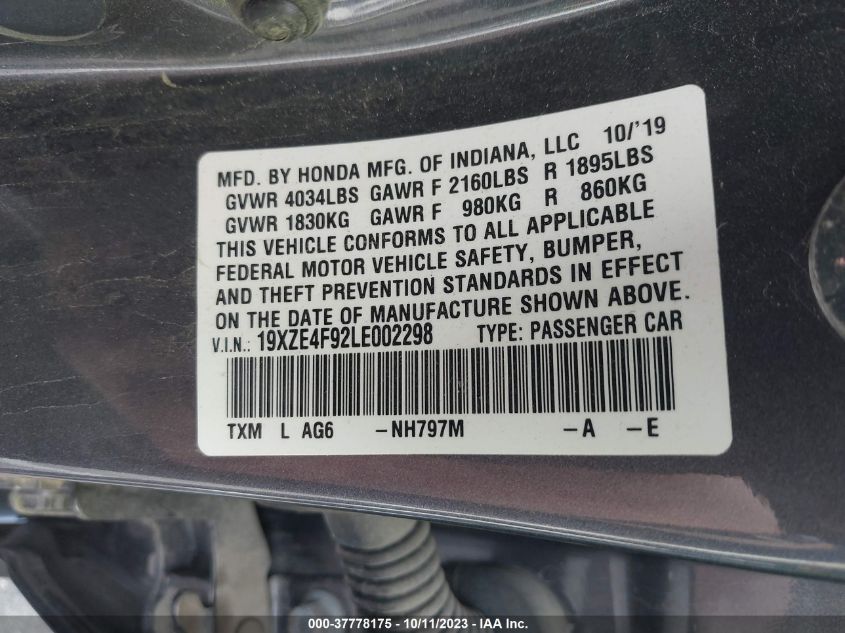 MFD. BY HONDA MFG. OF INDIANA, LLC 10/'19
GVWR 4034LBS GAWR F 2160LBS R 1895LBS
GVWR 1830KG GAWR F 980KG R 860KG
THIS VEHICLE CONFORMS TO ALL APPLICABLE
FEDERAL MOTOR VEHICLE SAFETY, BUMPER,
AND THEFT PREVENTION STANDARDS IN EFFECT
ON THE DATE OF MANUFACTURE SHOWN ABOVE.
V.I.N.: 19XZE4F92LE002298 TYPE: PASSENGER CAR
TXM L AG6 -NH797M -A -E
000-37778175 - 10/11/2023 - IAA Inc.